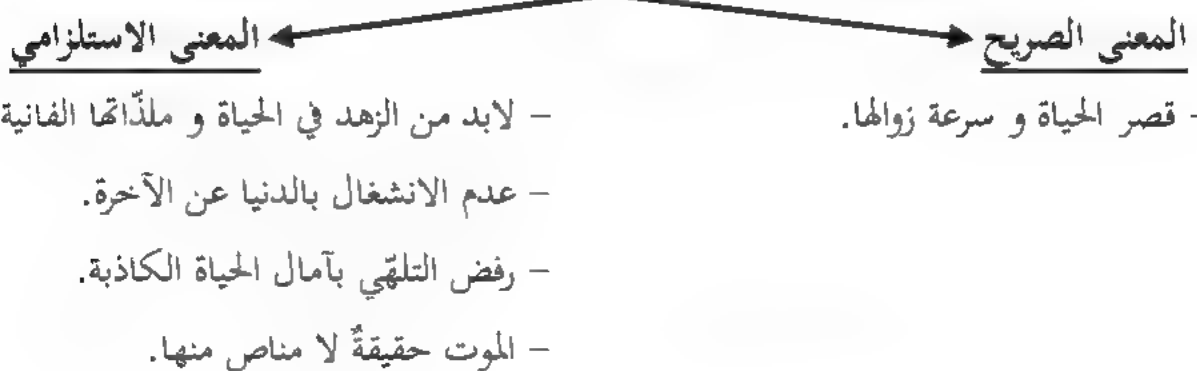 المعنى الصريح
المعنى الاستلزامي
- قصر الحياة و سرعة زوالها.
– لابد من الزهد في الحياة و ملذّاتها الفانية
– عدم الانشغال بالدنيا عن الآخرة.
– رفض التلهّي بآمال الحياة الكاذبة.
– الموت حقيقةٌ لا مناص منها.